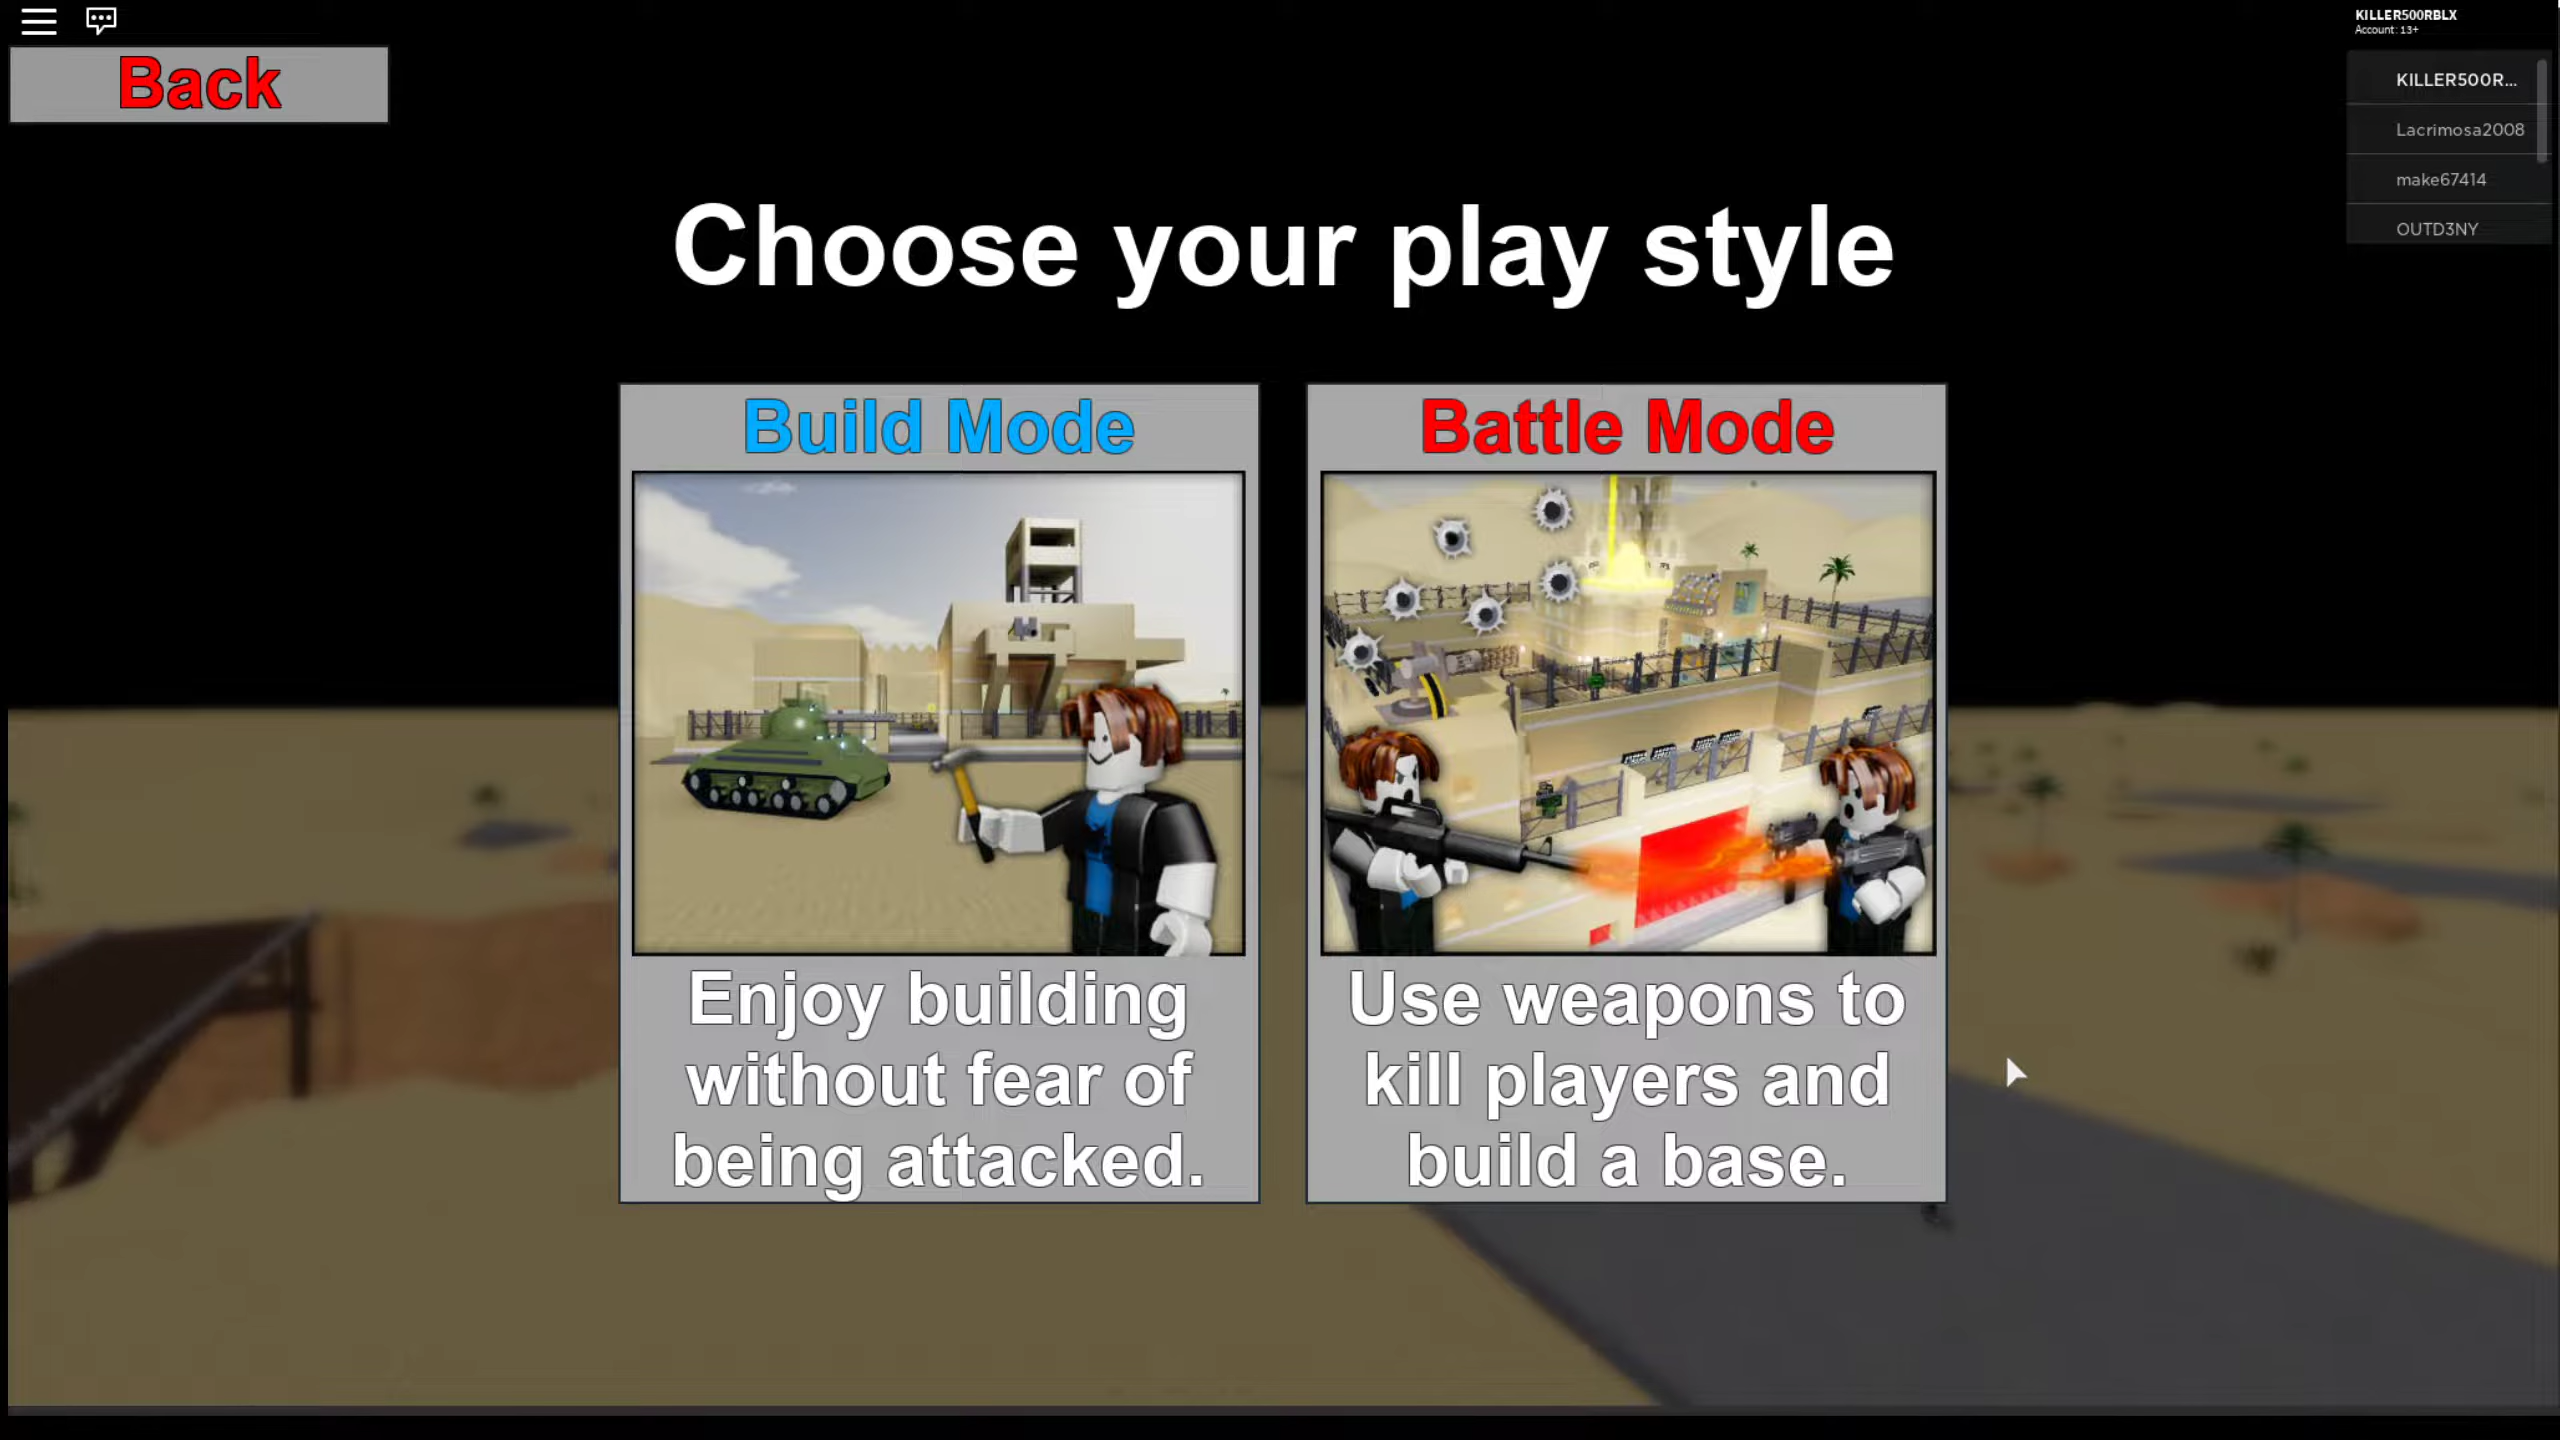 KILLER500RBLX
Account: 13+
Back
KILLER500R...
Lacrimosa2008
make67414
OUTD3NY
Choose your play style
Build Mode
Enjoy building
without fear of
being attacked.
Battle Mode
Use weapons to
kill players and
build a base.